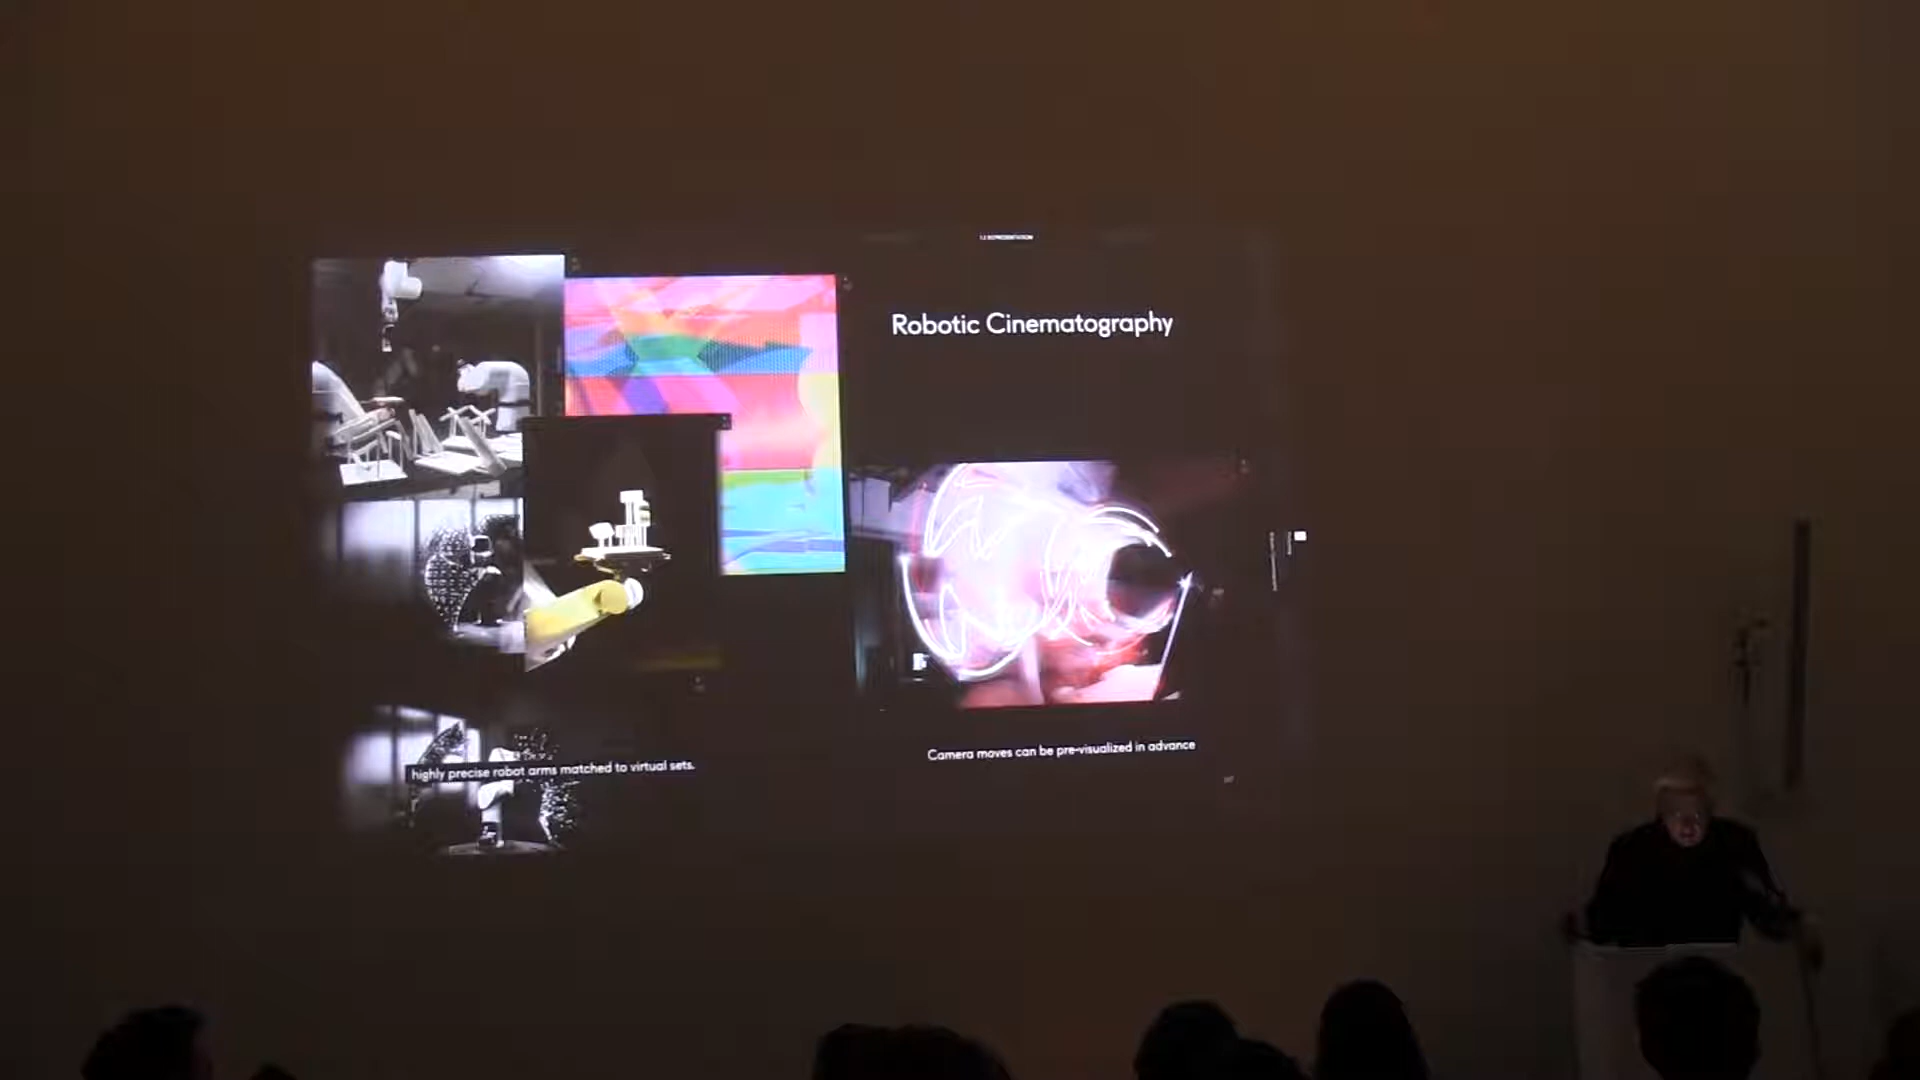 Robotic Cinematography
highly precise robot arms matched to virtual sets.
Camera moves can be pre-visualized in advance